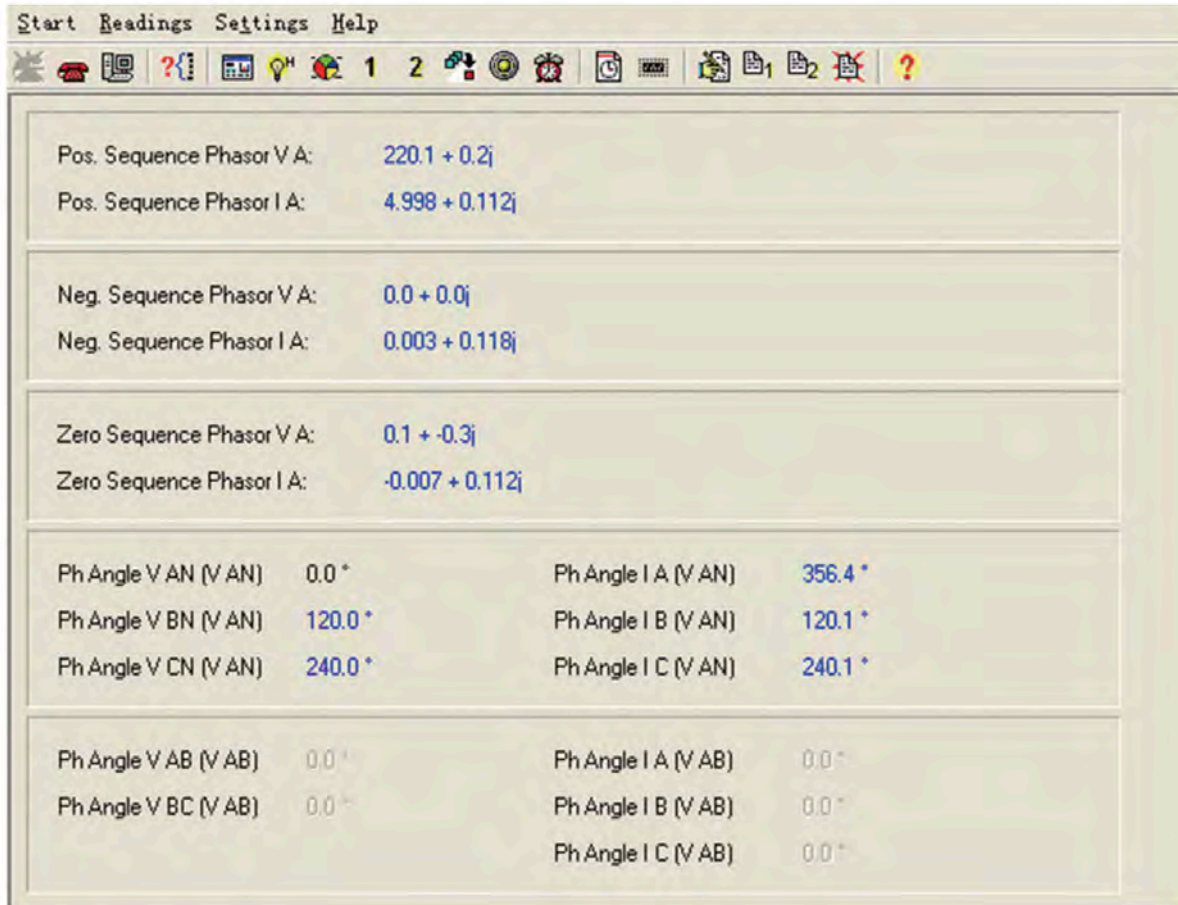 Start Readings Settings Help
?{ H 1 2 1 2 ?
Pos. Sequence Phasor V A: 220.1 + 0.2j
Pos. Sequence Phasor I A: 4.998 + 0.112j
Neg. Sequence Phasor V A: 0.0 + 0.0j
Neg. Sequence Phasor I A: 0.003 + 0.118j
Zero Sequence Phasor V A: 0.1 + -0.3j
Zero Sequence Phasor I A: -0.007 + 0.112j
Ph Angle V AN (V AN) 0.0 ° Ph Angle I A (V AN) 356.4 °
Ph Angle V BN (V AN) 120.0 ° Ph Angle I B (V AN) 120.1 °
Ph Angle V CN (V AN) 240.0 ° Ph Angle I C (V AN) 240.1 °
Ph Angle V AB (V AB) 0.0 ° Ph Angle I A (V AB) 0.0 °
Ph Angle V BC (V AB) 0.0 ° Ph Angle I B (V AB) 0.0 °
Ph Angle I C (V AB) 0.0 °